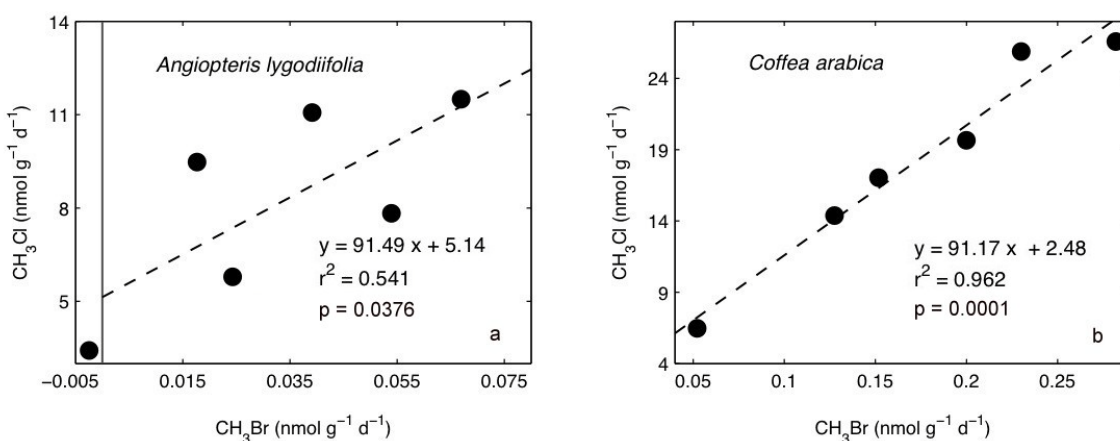 14
11
8
5
CH₃Cl (nmol g⁻¹ d⁻¹)
Angiopteris lygodiifolia
y = 91.49 x + 5.14
r² = 0.541
p = 0.0376
a
−0.005 0.015 0.035 0.055 0.075
CH₃Br (nmol g⁻¹ d⁻¹)
24
19
14
9
4
CH₃Cl (nmol g⁻¹ d⁻¹)
Coffea arabica
y = 91.17 x + 2.48
r² = 0.962
p = 0.0001
b
0.05 0.1 0.15 0.2 0.25
CH₃Br (nmol g⁻¹ d⁻¹)